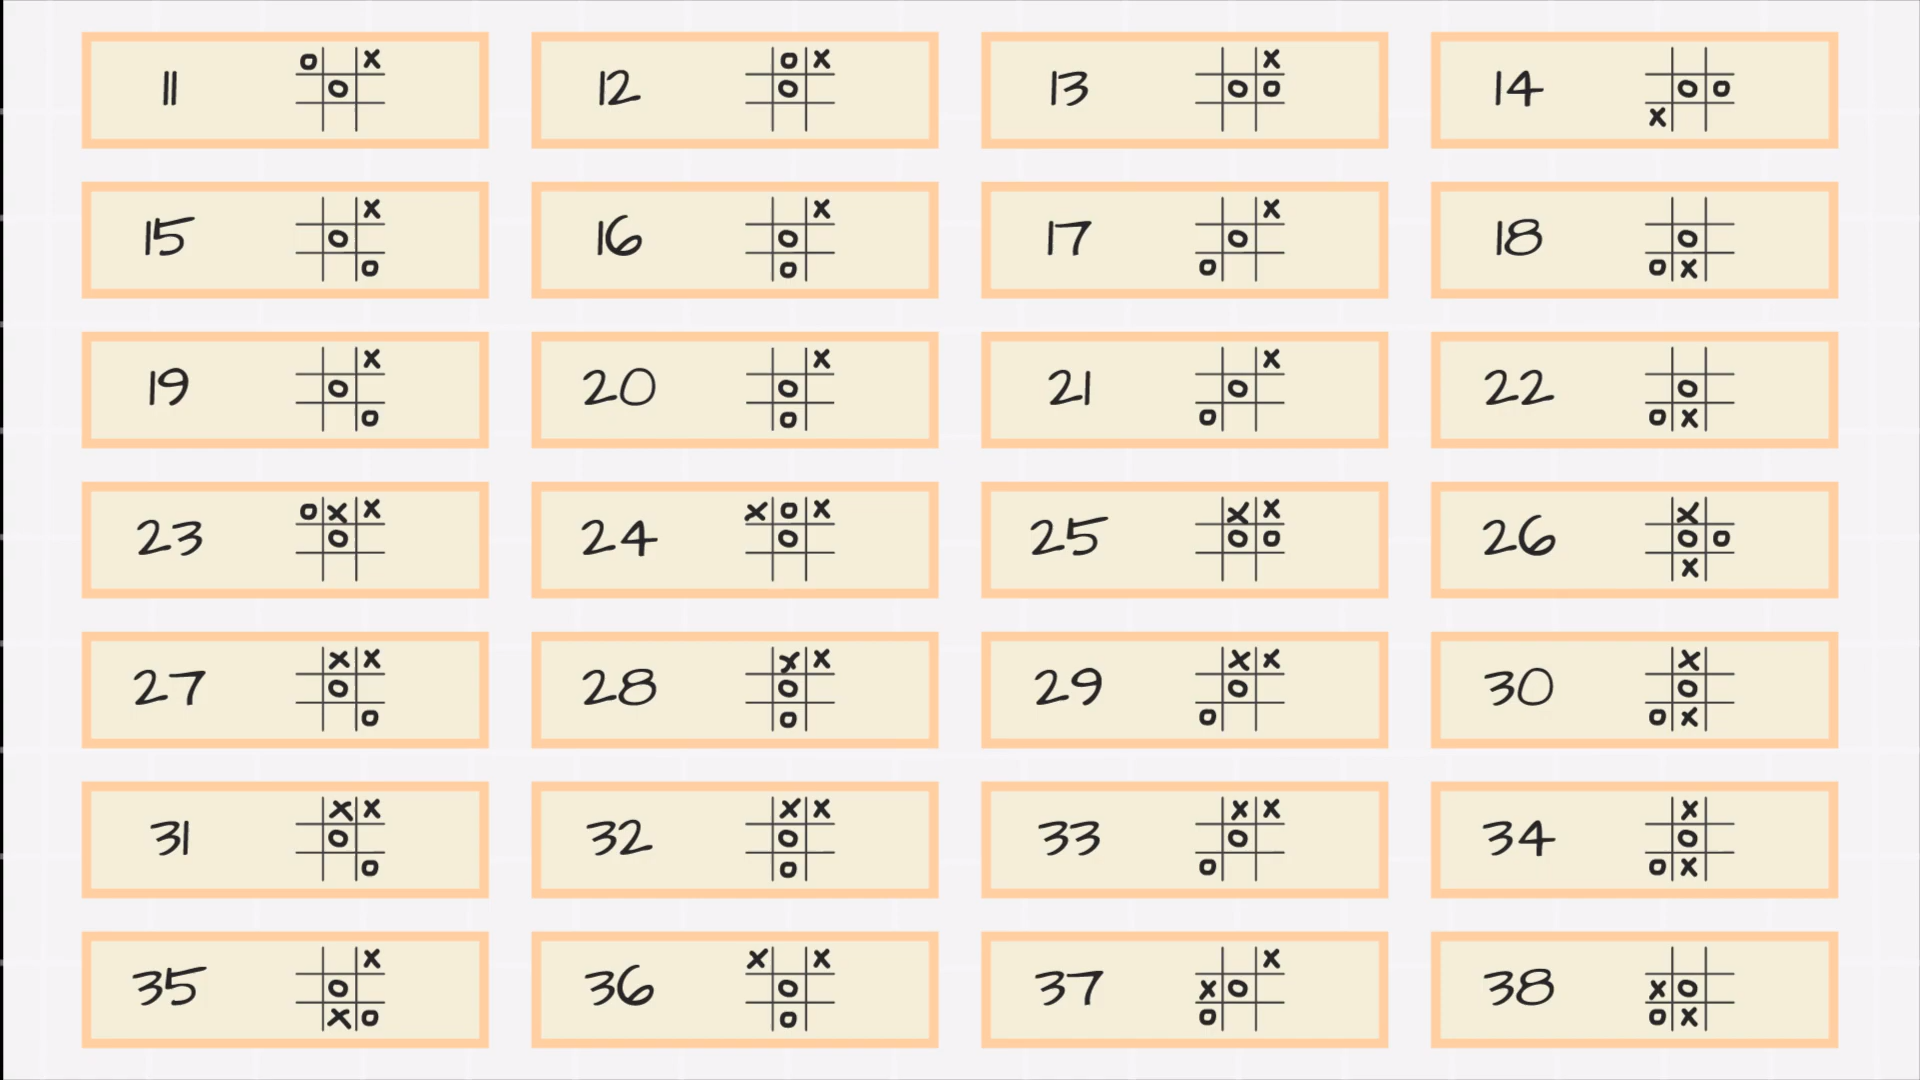 11 o x o
12 o x o
13 x o o
14 o o x
15 x o o
16 x o o
17 x o o
18 o o x
19 x o o
20 x o o
21 x o o
22 o o x
23 o x x o
24 x o x o
25 x x o o
26 x o o x
27 x x o o
28 x x o o
29 x x o o
30 x o o x
31 x x o o
32 x x o o
33 x x o o
34 x o o x
35 x o x o
36 x x o o
37 x x o o
38 x o o x